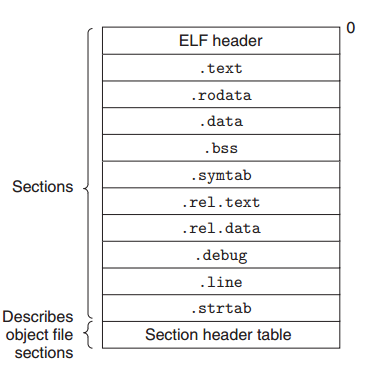 0
ELF header
.text
.rodata
.data
.bss
Sections
.symtab
.rel.text
.rel.data
.debug
.line
.strtab
Describes
object file
sections
Section header table